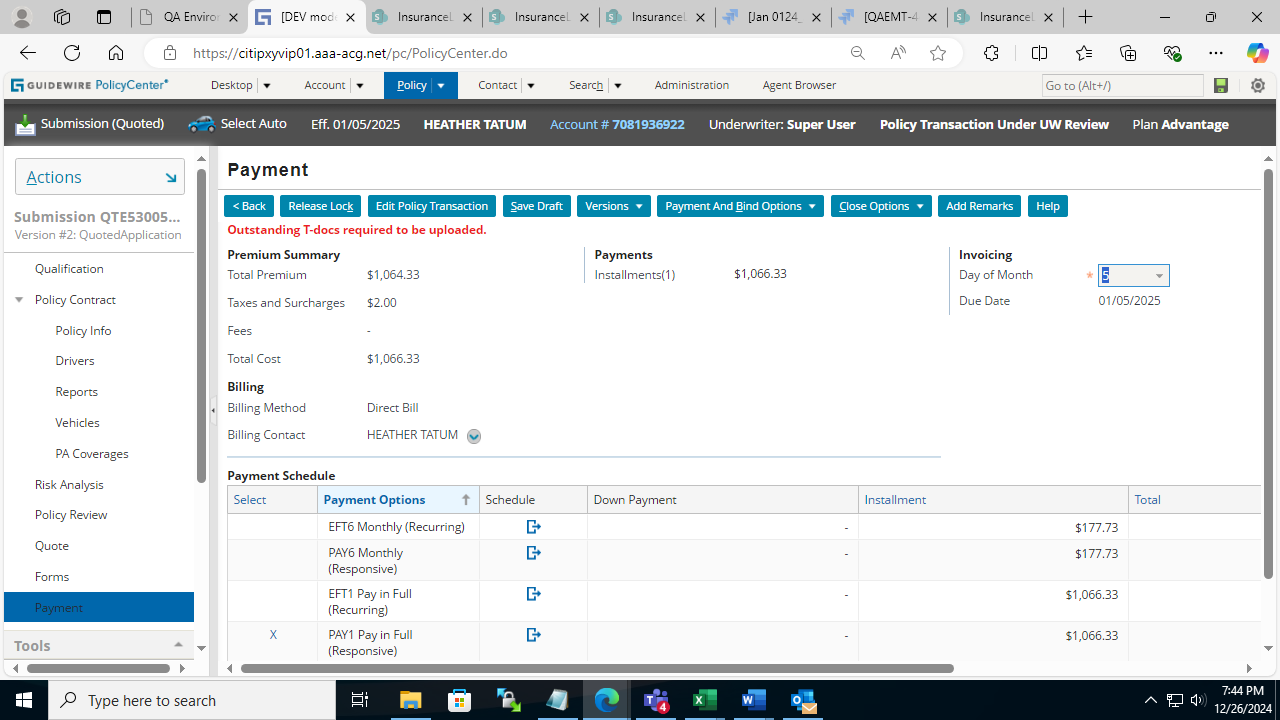 QA Environ
[DEV mode
InsuranceL
InsuranceL
InsuranceL
[Jan 0124_
[QAEMT-4
InsuranceL
https://citipxyvip01.aaa-acg.net/pc/PolicyCenter.do
GUIDEWIRE PolicyCenter
Desktop
Account
Policy
Contact
Search
Administration
Agent Browser
Go to (Alt+/)
Submission (Quoted)
Select Auto
Eff. 01/05/2025
HEATHER TATUM
Account # 7081936922
Underwriter: Super User
Policy Transaction Under UW Review
Plan Advantage
Actions
Submission QTE53005...
Version #2: QuotedApplication
Qualification
Policy Contract
Policy Info
Drivers
Reports
Vehicles
PA Coverages
Risk Analysis
Policy Review
Quote
Forms
Payment
Tools
Payment
< Back
Release Lock
Edit Policy Transaction
Save Draft
Versions
Payment And Bind Options
Close Options
Add Remarks
Help
Outstanding T-docs required to be uploaded.
Premium Summary
Total Premium $1,064.33
Taxes and Surcharges $2.00
Fees -
Total Cost $1,066.33
Billing
Billing Method Direct Bill
Billing Contact HEATHER TATUM
Payments
Installments(1) $1,066.33
Invoicing
Day of Month * 5
Due Date 01/05/2025
Payment Schedule
Select Payment Options Schedule Down Payment Installment Total
EFT6 Monthly (Recurring) - $177.73
PAY6 Monthly - $177.73
(Responsive)
EFT1 Pay in Full - $1,066.33
(Recurring)
X PAY1 Pay in Full - $1,066.33
(Responsive)
Type here to search
4
7:44 PM
12/26/2024